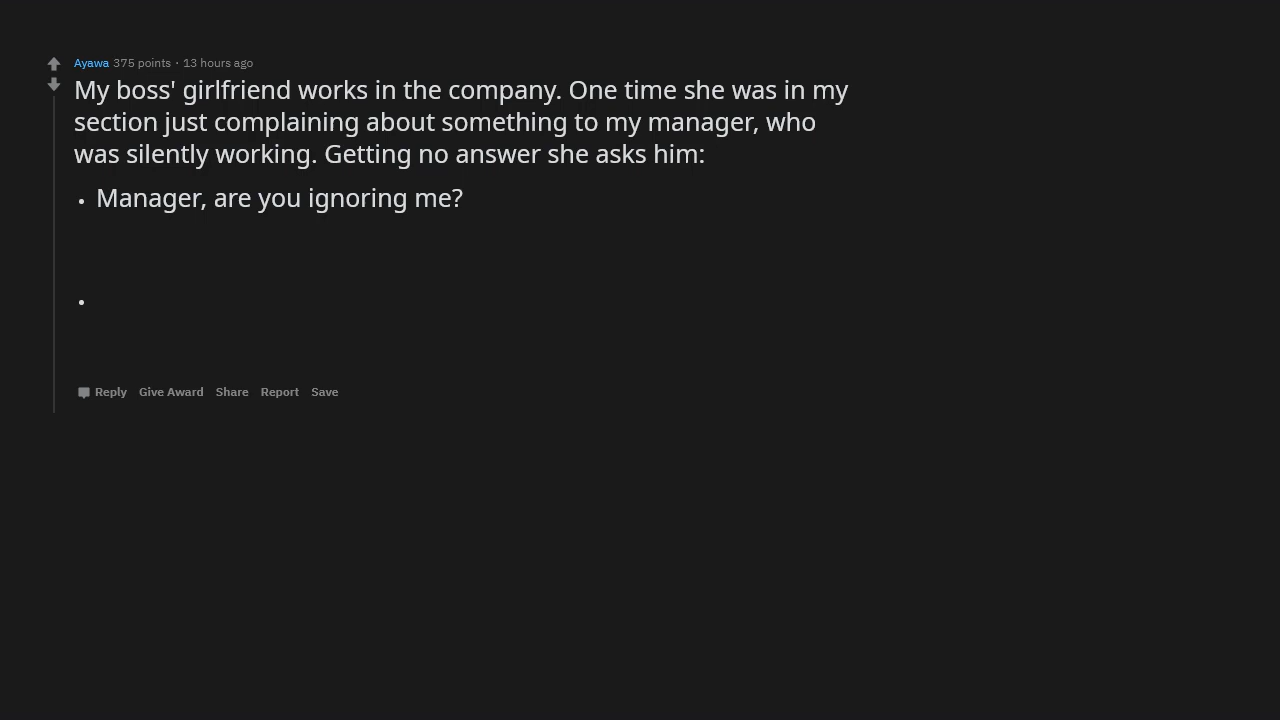 Ayawa 375 points · 13 hours ago
My boss' girlfriend works in the company. One time she was in my
section just complaining about something to my manager, who
was silently working. Getting no answer she asks him:
• Manager, are you ignoring me?
•
Reply Give Award Share Report Save